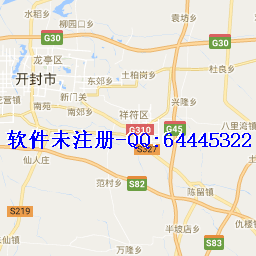 水稻乡
柳园口乡
袁坊乡
G30
G30
龙亭区
土柏岗乡
杜良乡
开封市
东郊乡
新门关
兴隆乡
南苑
祥符区
南郊乡
八里湾镇
G310
G45
软件未注册-QQ:64445322
S327
仙人庄
范村乡
S82
陈留镇
S219
仇楼镇
半坡店乡
万隆乡
S83